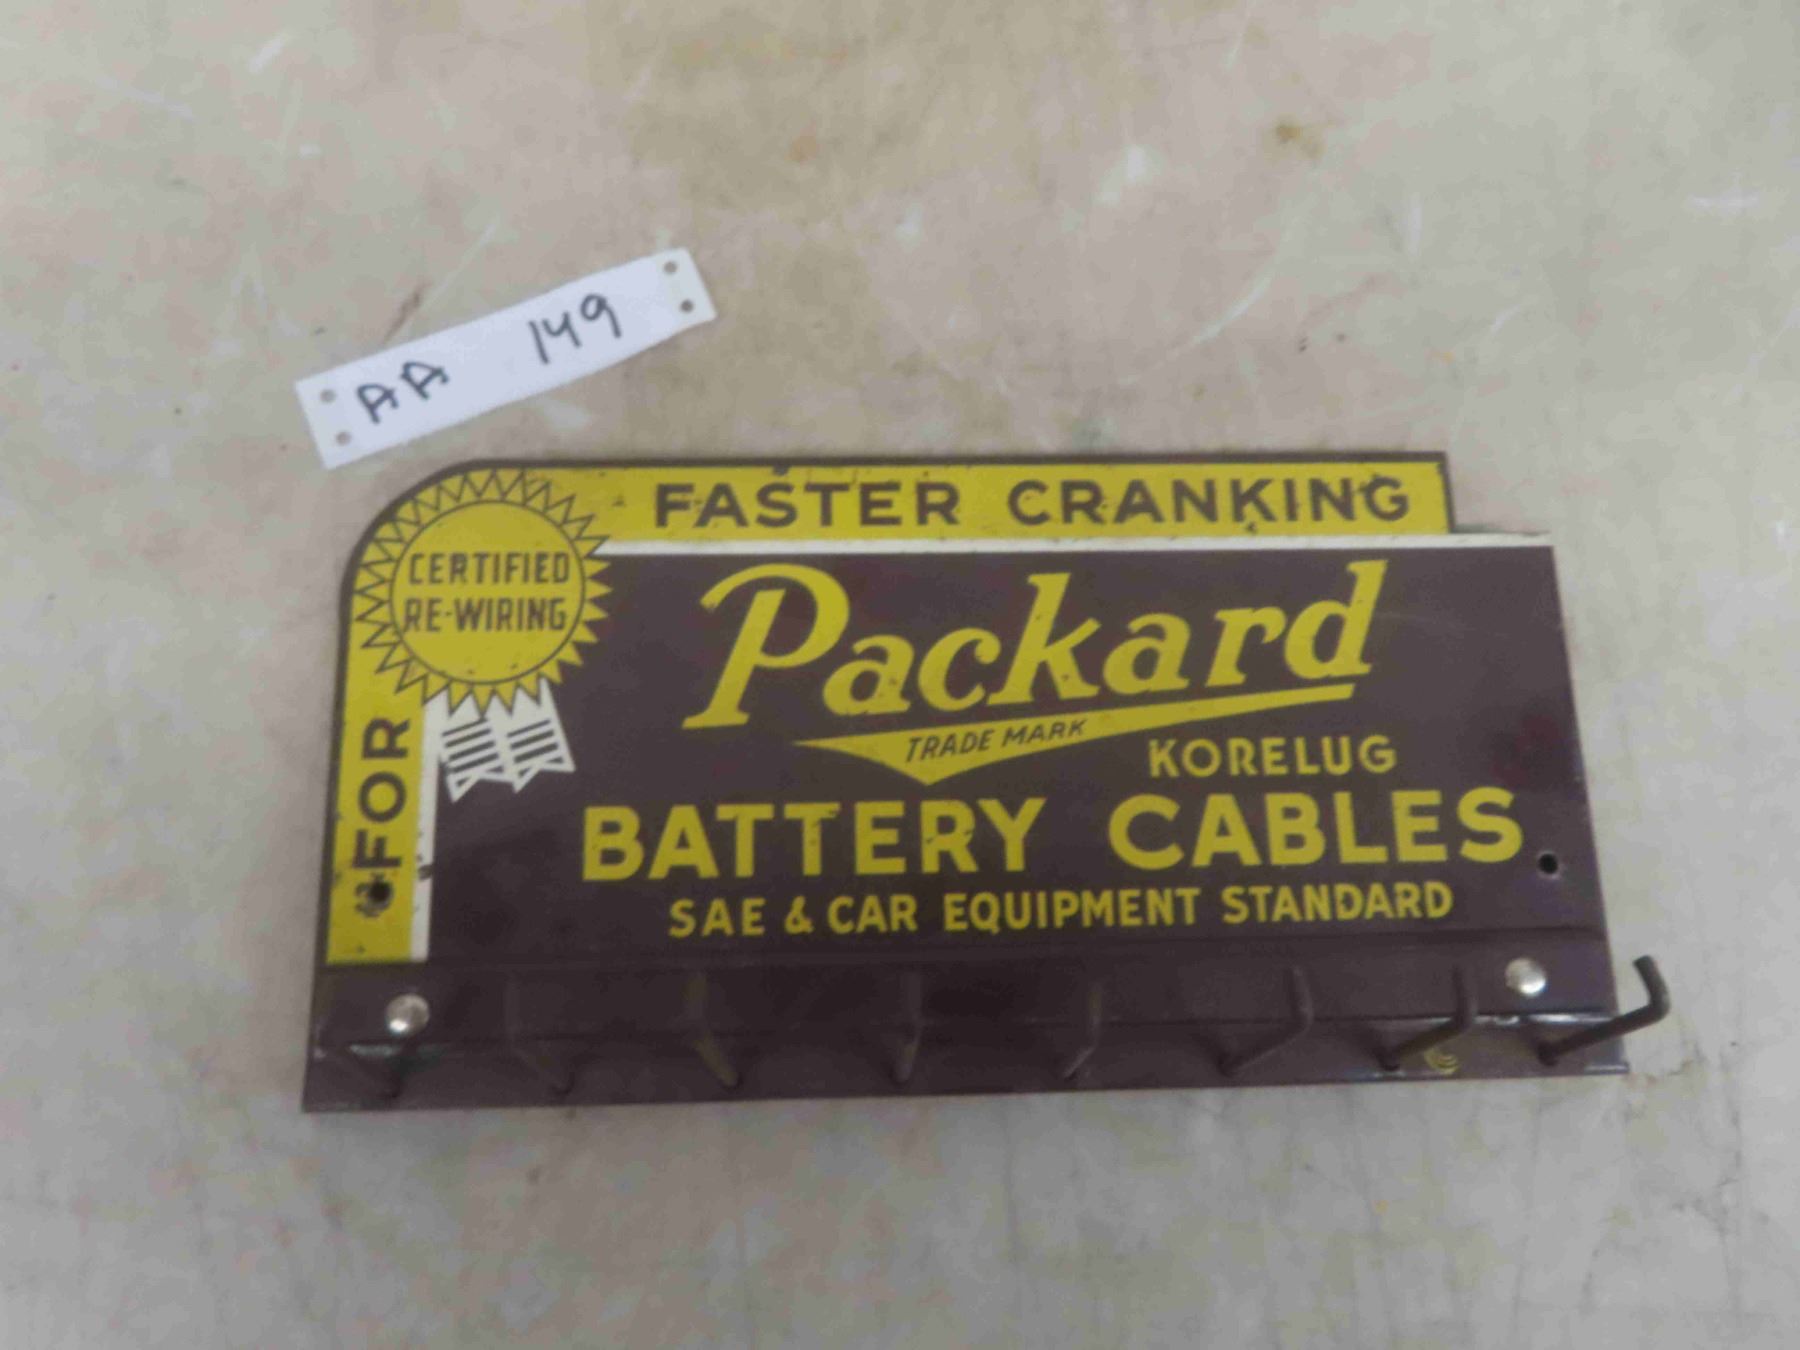 AA 149
FOR FASTER CRANKING
CERTIFIED
RE-WIRING
Packard
TRADE MARK
KORELUG
BATTERY CABLES
SAE & CAR EQUIPMENT STANDARD